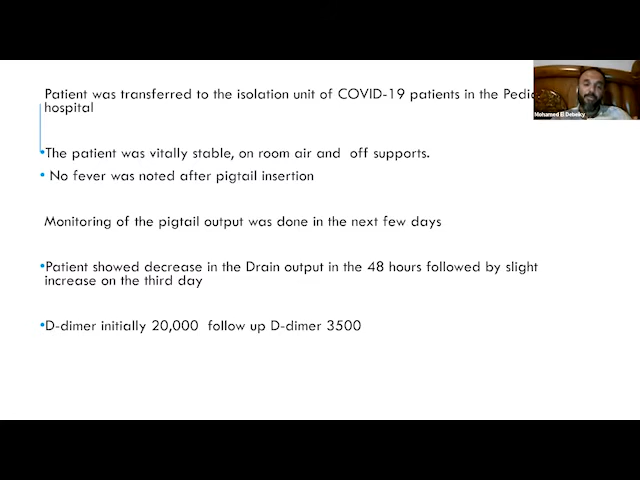 Patient was transferred to the isolation unit of COVID-19 patients in the
hospital
•The patient was vitally stable, on room air and  off supports.
• No fever was noted after pigtail insertion
Monitoring of the pigtail output was done in the next few days
•Patient showed decrease in the Drain output in the 48 hours followed by slight
increase on the third day
•D-dimer initially 20,000  follow up D-dimer 3500
Mohamed El Debeiky